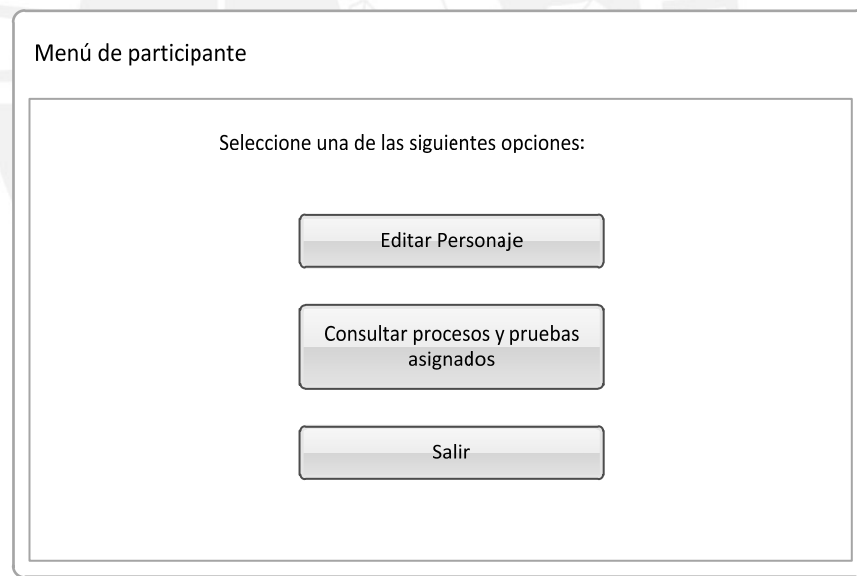 Menú de participante
Seleccione una de las siguientes opciones:
Editar Personaje
Consultar procesos y pruebas
asignados
Salir